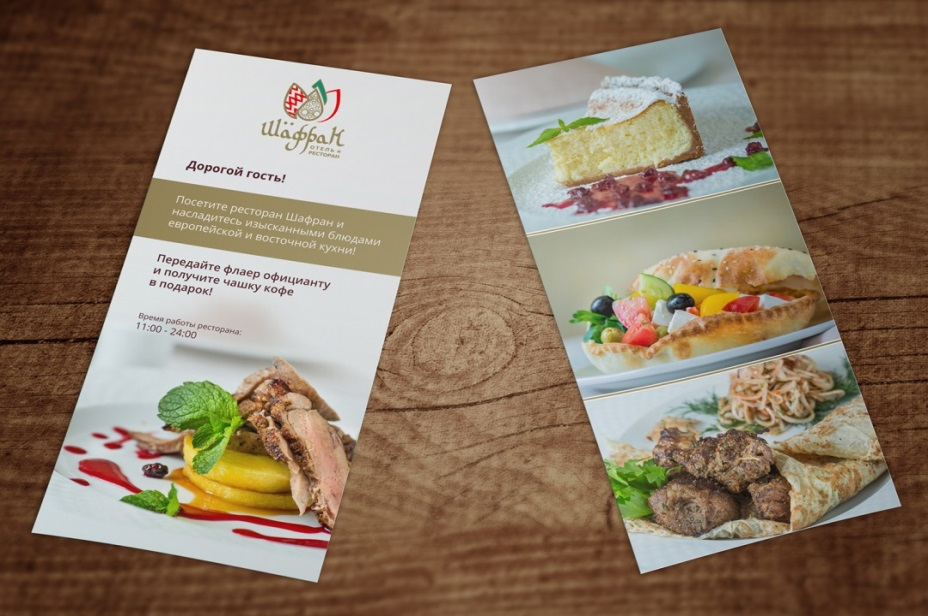 Шафран
ОТЕЛЬ И
РЕСТОРАН
Дорогой гость!
Посетите ресторан Шафран и
насладитесь изысканными блюдами
европейской и восточной кухни!
Передайте флаер официанту
и получите чашку кофе
в подарок!
Время работы ресторана:
11:00 - 24:00